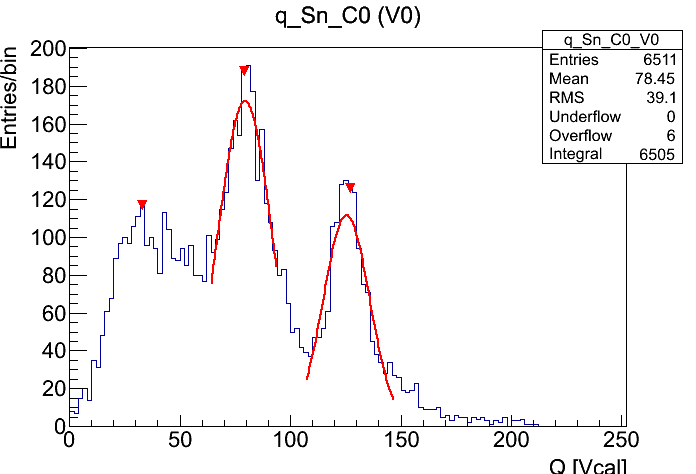 q_Sn_C0 (V0)
q_Sn_C0_V0
Entries 6511
Mean 78.45
RMS 39.1
Underflow 0
Overflow 6
Integral 6505
Entries/bin
200
180
160
140
120
100
80
60
40
20
0
0 50 100 150 200 250
Q [Vcal]